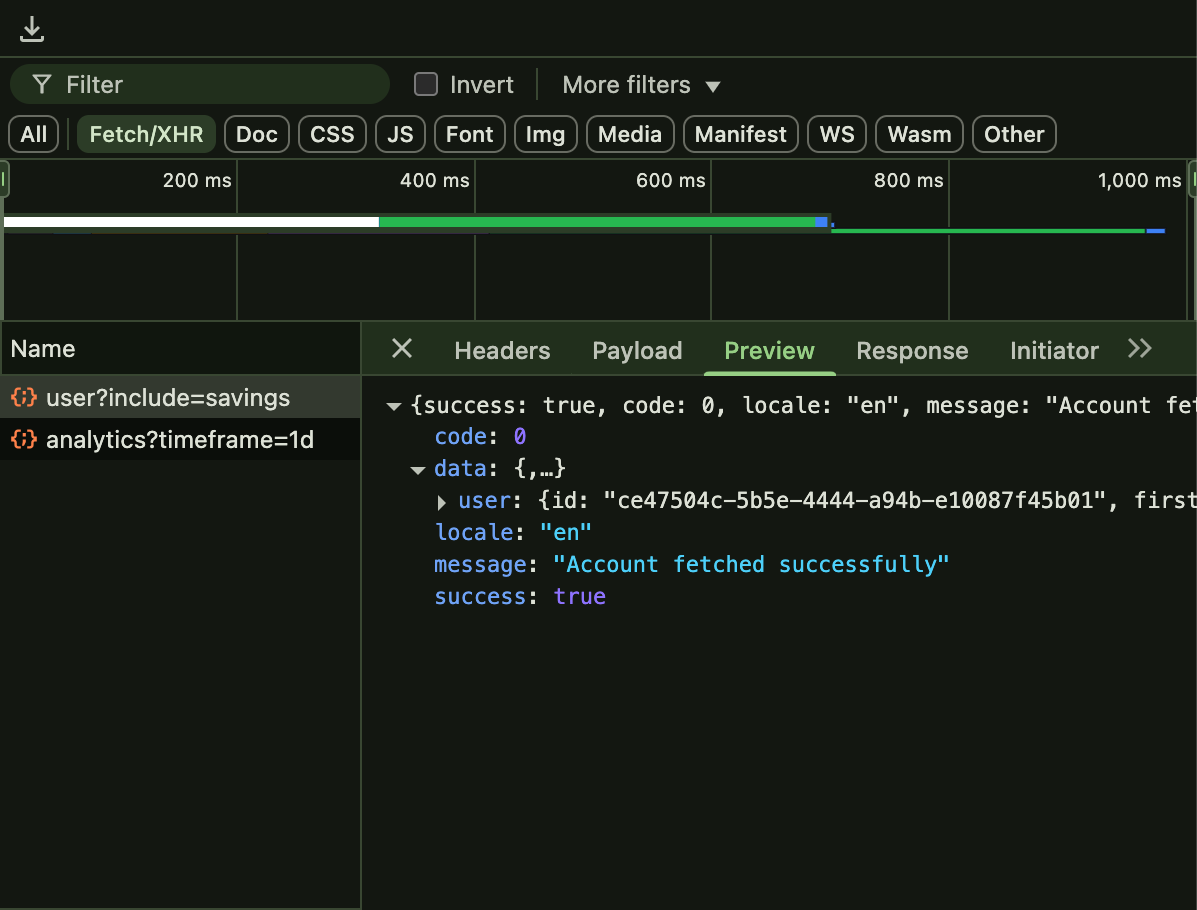 Filter
Invert
More filters
All
Fetch/XHR
Doc
CSS
JS
Font
Img
Media
Manifest
WS
Wasm
Other
200 ms
400 ms
600 ms
800 ms
1,000 ms
Name
user?include=savings
analytics?timeframe=1d
Headers
Payload
Preview
Response
Initiator
{success: true, code: 0, locale: "en", message: "Account fet
code: 0
data: {,…}
user: {id: "ce47504c-5b5e-4444-a94b-e10087f45b01", first
locale: "en"
message: "Account fetched successfully"
success: true